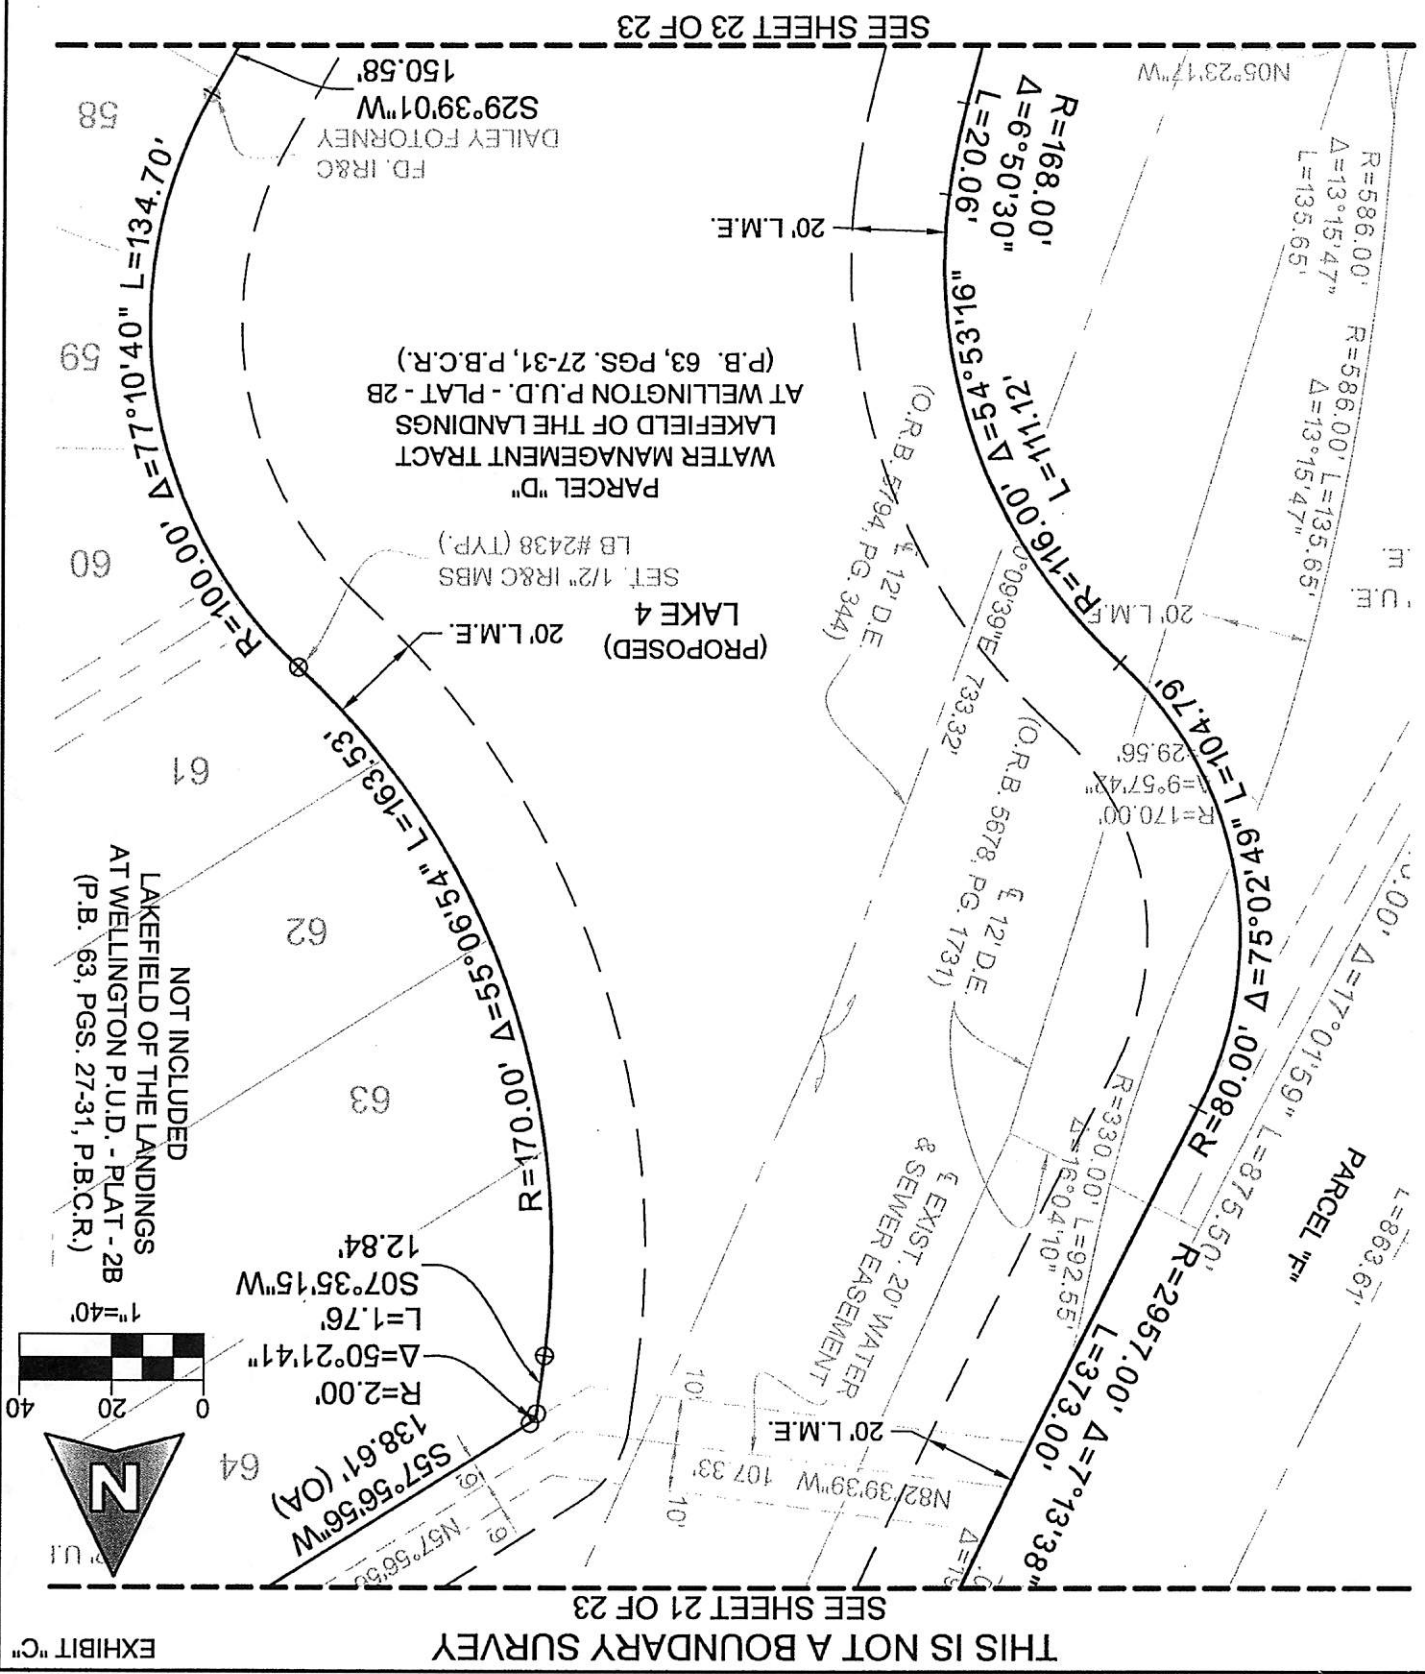 THIS IS NOT A BOUNDARY SURVEY
EXHIBIT "C"
SEE SHEET 21 OF 23
S57°56'56"W
138.61' (OA)
R=2.00'
Δ=50°21'41"
L=1.76'
S07°35'15"W
12.84'
64
0
20
40
1"=40'
N
9
9
10'
10'
N82°39'39"W 107.33'
20' L.M.E.
R=2957.00' Δ=7°13'38"
L=373.00'
℄ EXIST. 20' WATER
& SEWER EASEMENT
R=330.00' L=92.55'
Δ=16°04'10"
PARCEL "F"
L=863.61'
Δ=17°01'59" L=875.50'
NOT INCLUDED
LAKEFIELD OF THE LANDINGS
AT WELLINGTON P.U.D. - PLAT - 2B
(P.B. 63, PGS. 27-31, P.B.C.R.)
63
62
61
R=170.00' Δ=55°06'54" L=163.53'
R=80.00' Δ=75°02'49" L=104.79'
℄ 12' D.E.
(O.R.B. 5678, PG. 1731)
R=170.00'
Δ=9°57'42"
29.56'
20' L.M.E.
(PROPOSED)
LAKE 4
20' L.M.E.
SET. 1/2" IR&C MBS
LB #2438 (TYP.)
09'39"E 733.32'
℄ 12' D.E.
(O.R.B. 5794, PG. 344)
U.E.
E.
60
PARCEL "D"
WATER MANAGEMENT TRACT
LAKEFIELD OF THE LANDINGS
AT WELLINGTON P.U.D. - PLAT - 2B
(P.B. 63, PGS. 27-31, P.B.C.R.)
R=116.00' Δ=54°53'16"
L=111.12'
R=586.00' L=135.65'
Δ=13°15'47"
59
R=100.00' Δ=77°10'40" L=134.70'
20' L.M.E.
R=586.00'
Δ=13°15'47"
L=135.65'
R=168.00'
Δ=6°50'30"
L=20.06'
FD. IR&C
DAILEY FOTORNEY
S29°39'01"W
150.58'
58
N05°23'17"W
SEE SHEET 23 OF 23